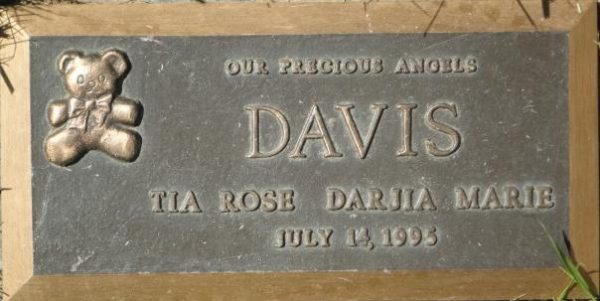 OUR PRECIOUS ANGELS
DAVIS
TIA ROSE DARJIA MARIE
JULY 14, 1995